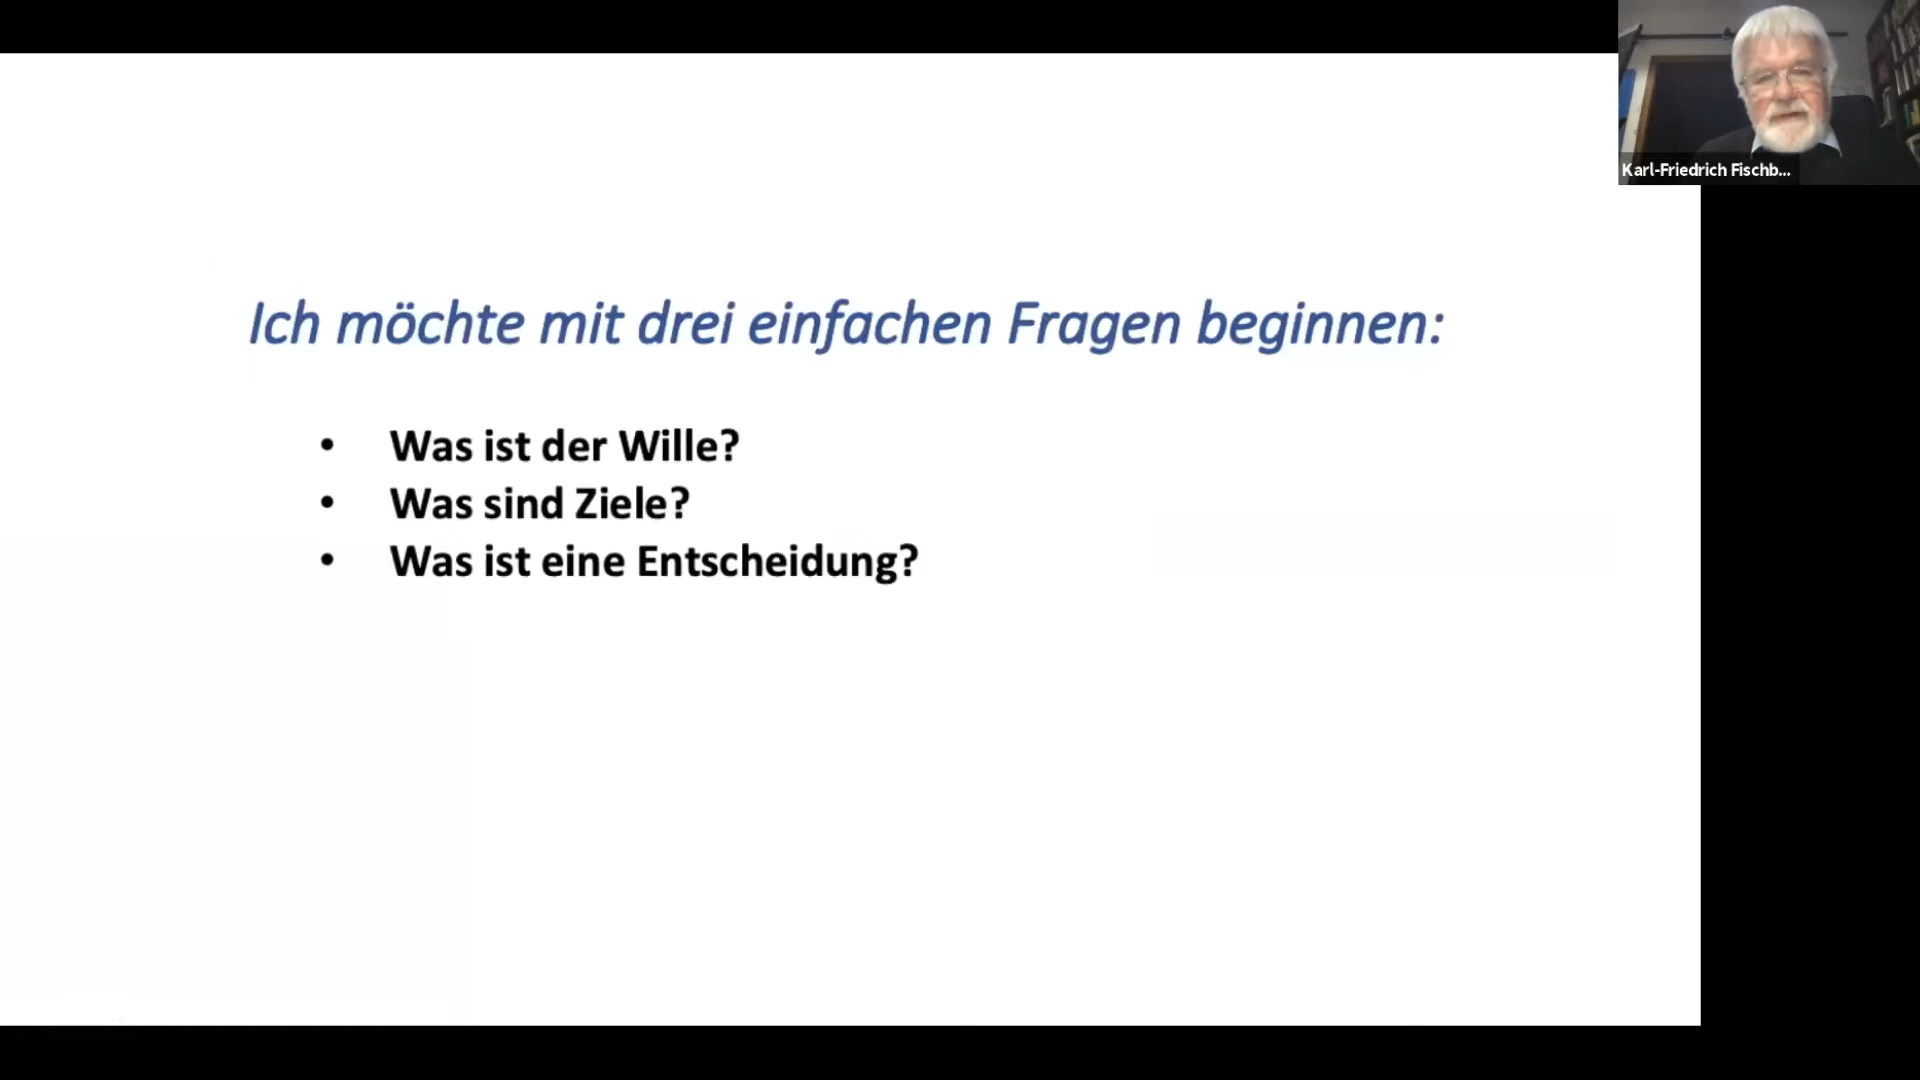 Karl-Friedrich Fischb...
Ich möchte mit drei einfachen Fragen beginnen:
• Was ist der Wille?
• Was sind Ziele?
• Was ist eine Entscheidung?